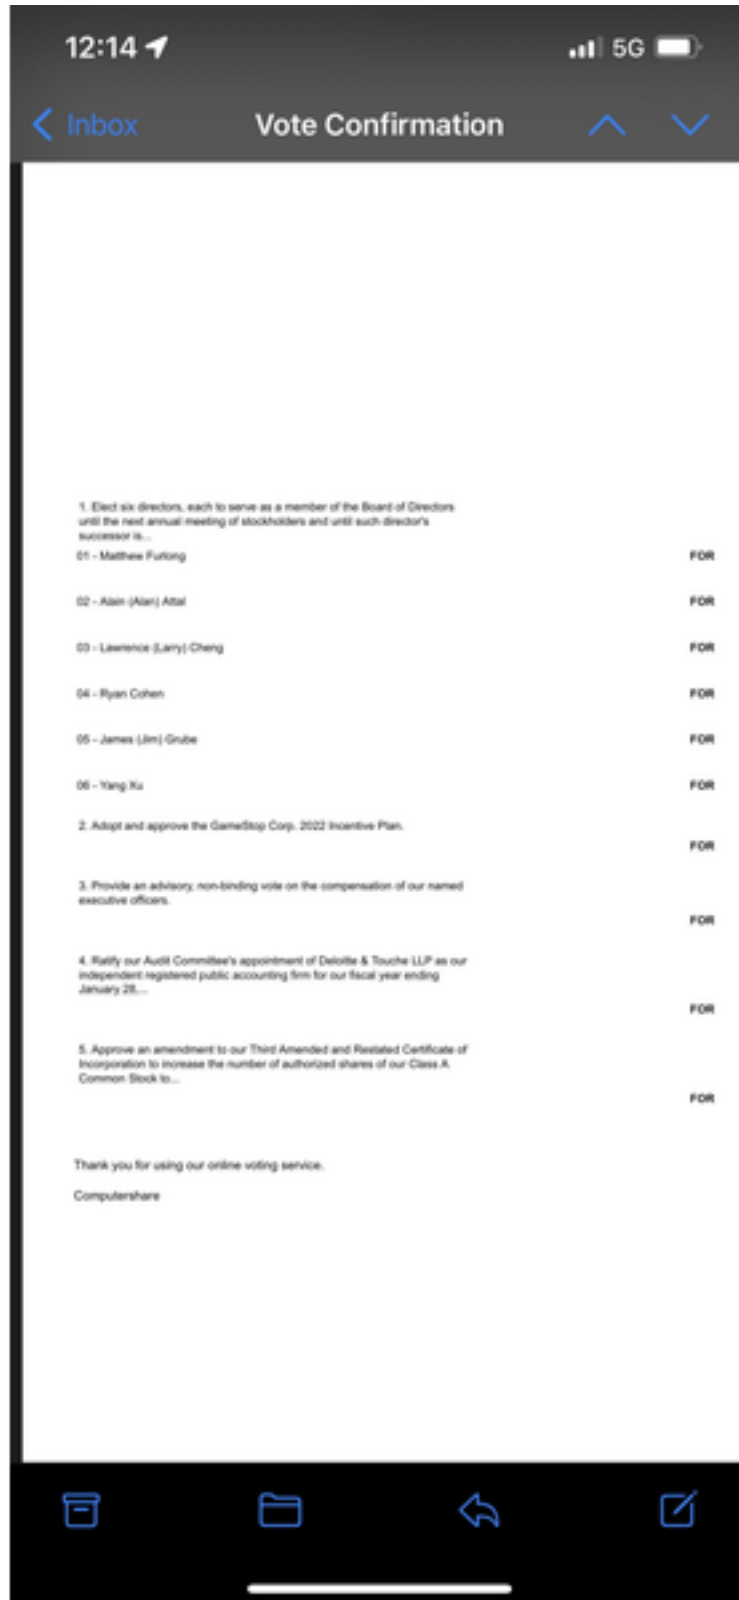 12:14
5G
Inbox
Vote Confirmation
1. Elect six directors, each to serve as a member of the Board of Directors
until the next annual meeting of stockholders and until such director's
successor is...
01 - Matthew Furlong
FOR
02 - Alain (Alan) Attal
FOR
03 - Lawrence (Larry) Cheng
FOR
04 - Ryan Cohen
FOR
05 - James (Jim) Grube
FOR
06 - Yang Xu
FOR
2. Adopt and approve the GameStop Corp. 2022 Incentive Plan.
FOR
3. Provide an advisory, non-binding vote on the compensation of our named
executive officers.
FOR
4. Ratify our Audit Committee's appointment of Deloitte & Touche LLP as our
independent registered public accounting firm for our fiscal year ending
January 28,...
FOR
5. Approve an amendment to our Third Amended and Restated Certificate of
Incorporation to increase the number of authorized shares of our Class A
Common Stock to...
FOR
Thank you for using our online voting service.
Computershare